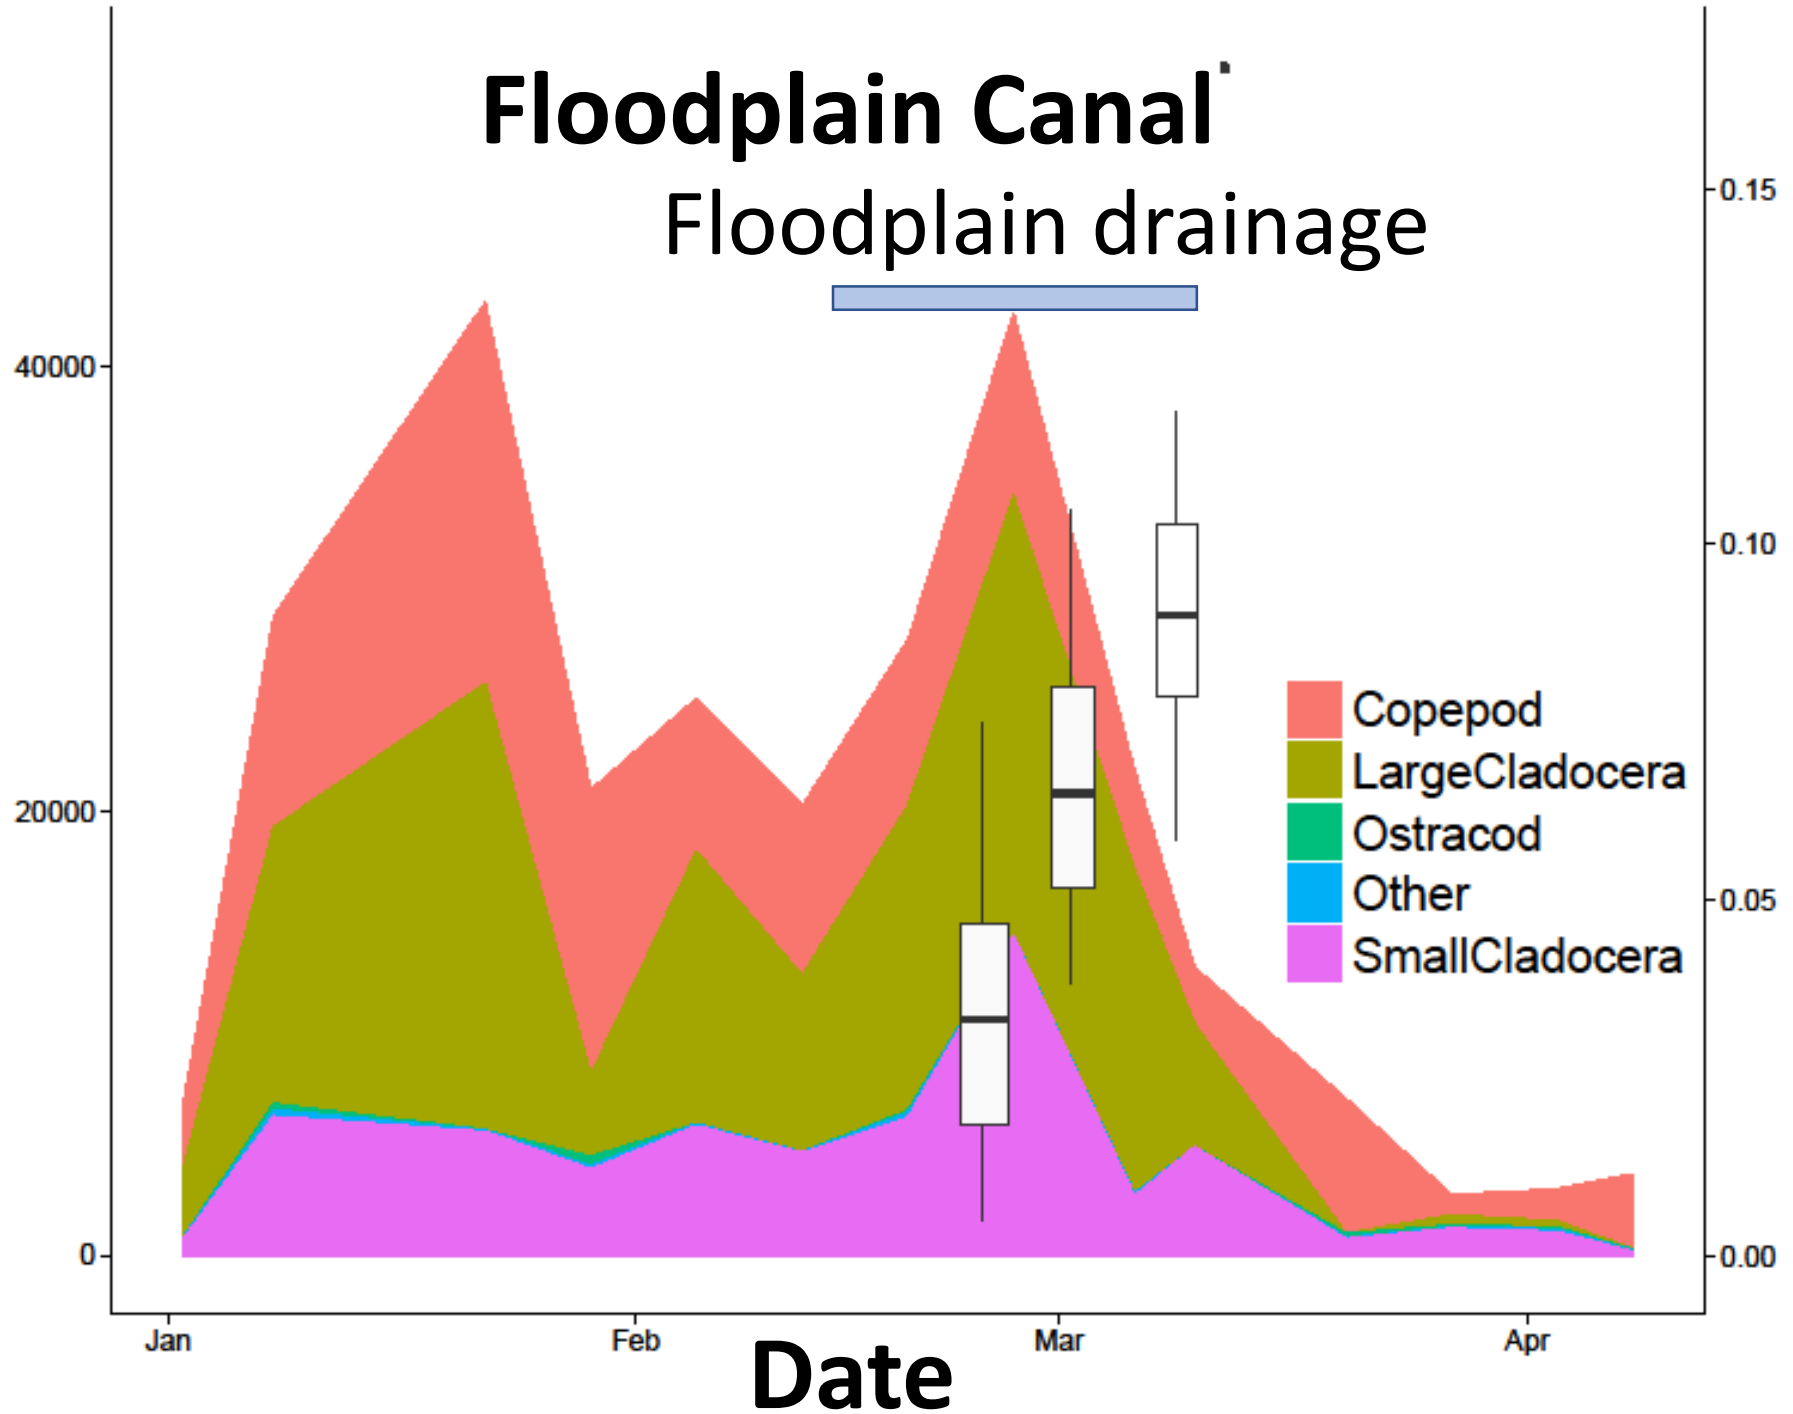 Floodplain Canal
Floodplain drainage
0.15
40000
0.10
Copepod
LargeCladocera
20000
Ostracod
Other
0.05
SmallCladocera
0
0.00
Jan
Feb
Mar
Apr
Date